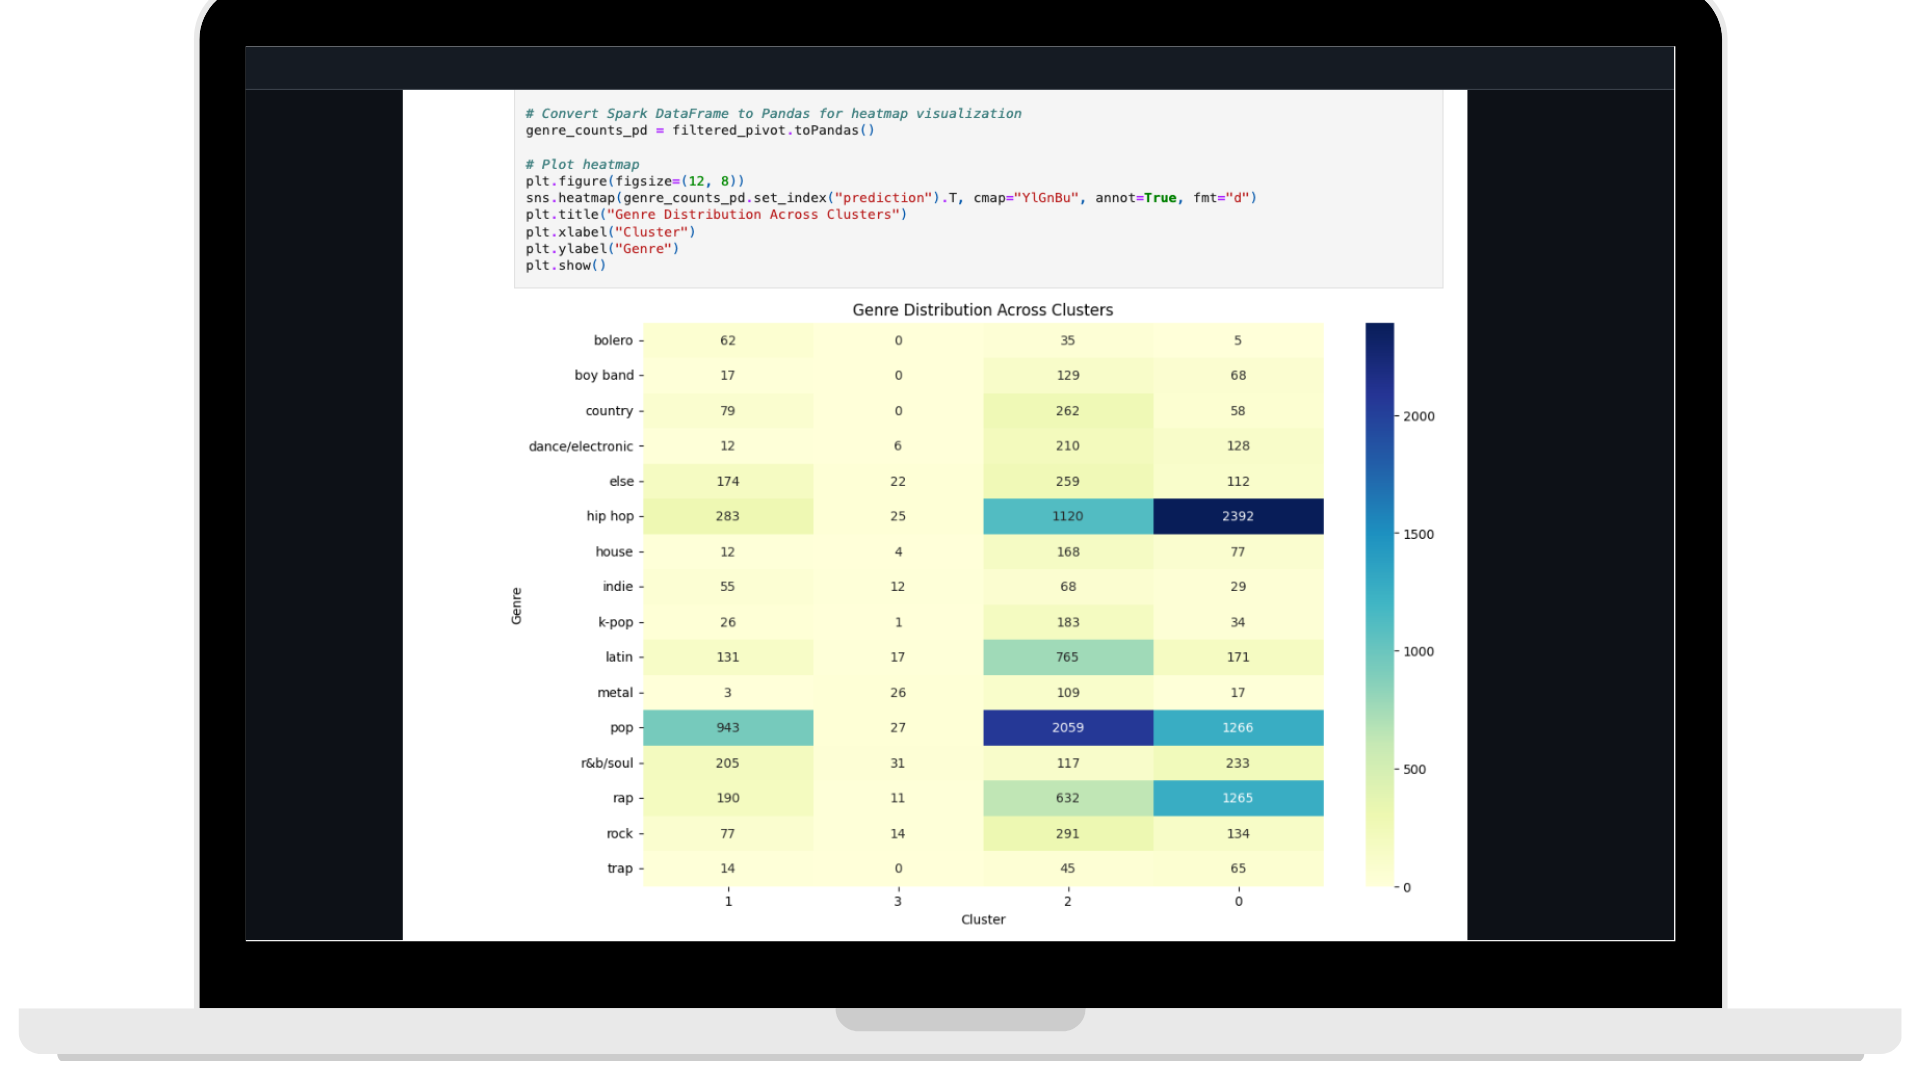 # Convert Spark DataFrame to Pandas for heatmap visualization
genre_counts_pd = filtered_pivot.toPandas()
# Plot heatmap
plt.figure(figsize=(12, 8))
sns.heatmap(genre_counts_pd.set_index("prediction").T, cmap="YlGnBu", annot=True, fmt="d")
plt.title("Genre Distribution Across Clusters")
plt.xlabel("Cluster")
plt.ylabel("Genre")
plt.show()
Genre Distribution Across Clusters
bolero 62 0 35 5
boy band 17 0 129 68
country 79 0 262 58
dance/electronic 12 6 210 128
else 174 22 259 112
hip hop 283 25 1120 2392
house 12 4 168 77
indie 55 12 68 29
k-pop 26 1 183 34
latin 131 17 765 171
metal 3 26 109 17
pop 943 27 2059 1266
r&b/soul 205 31 117 233
rap 190 11 632 1265
rock 77 14 291 134
trap 14 0 45 65
1 3 2 0
Cluster
Genre
2000
1500
1000
500
0